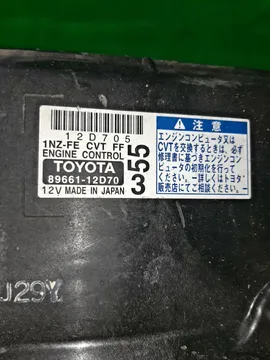 12D705
1NZ-FE CVT FF
ENGINE CONTROL
TOYOTA
89661-12D70
12V MADE IN JAPAN
355
⚠ 注意
エンジンコンピュータ又は
CVTを交換するときは、必ず
修理書に基づきエンジンコン
ピュータの初期化を行って
ください。ー詳しくはトヨタ
販売店にてご相談くださいー
J29Y